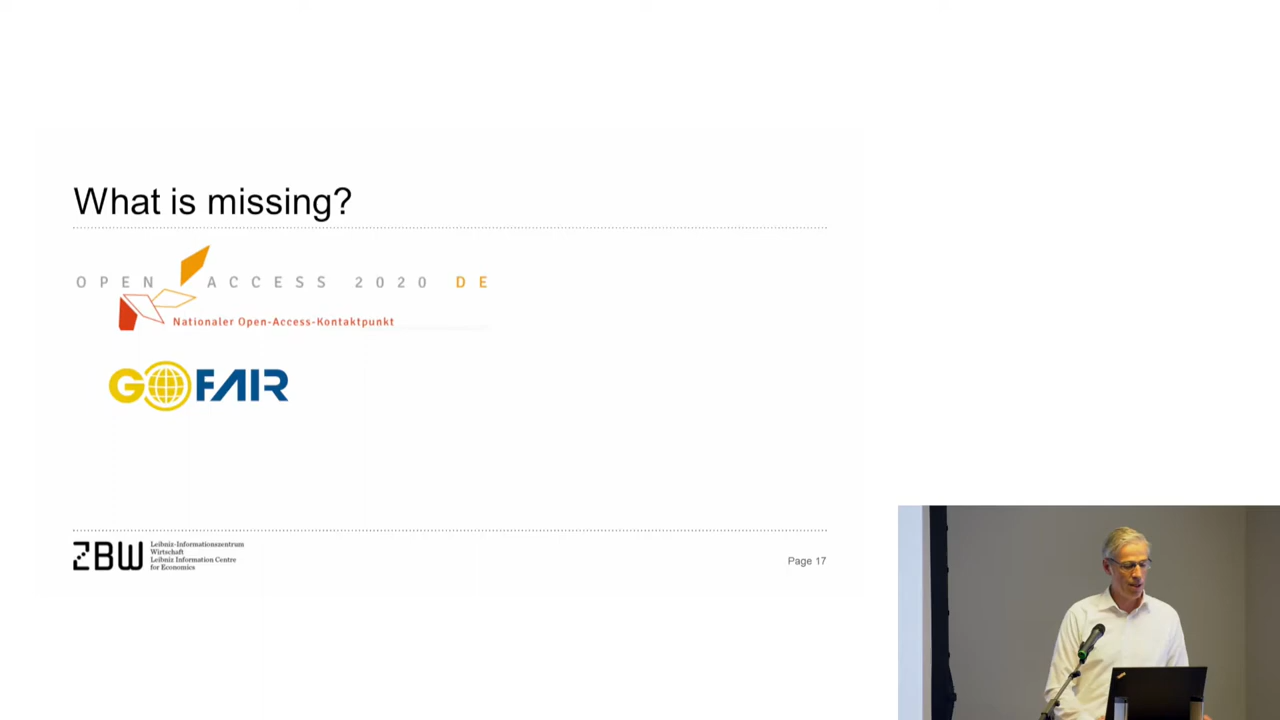 What is missing?
OPEN ACCESS 2020 DE
Nationaler Open-Access-Kontaktpunkt
GO FAIR
ZBW
Leibniz-Informationszentrum
Wirtschaft
Leibniz Information Centre
for Economics
Page 17